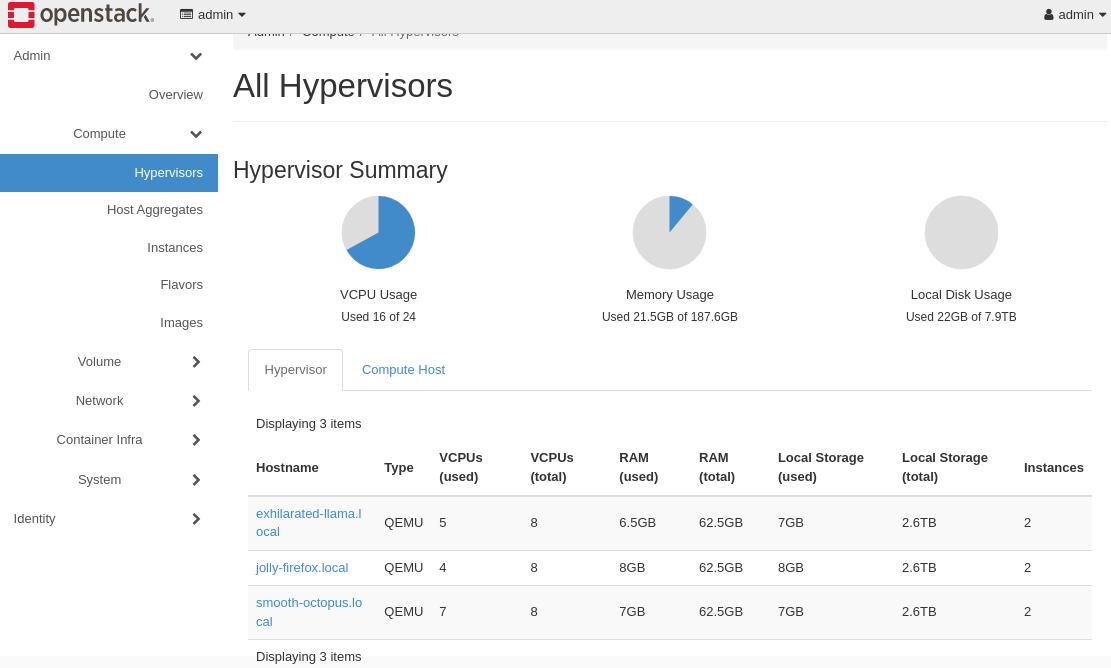 openstack. admin admin
Admin / Compute / All Hypervisors
Admin
Overview
Compute
Hypervisors
Host Aggregates
Instances
Flavors
Images
Volume
Network
Container Infra
System
Identity
All Hypervisors
Hypervisor Summary
VCPU Usage
Used 16 of 24
Memory Usage
Used 21.5GB of 187.6GB
Local Disk Usage
Used 22GB of 7.9TB
Hypervisor Compute Host
Displaying 3 items
Hostname Type VCPUs (used) VCPUs (total) RAM (used) RAM (total) Local Storage (used) Local Storage (total) Instances
exhilarated-llama.l
ocal QEMU 5 8 6.5GB 62.5GB 7GB 2.6TB 2
jolly-firefox.local QEMU 4 8 8GB 62.5GB 8GB 2.6TB 2
smooth-octopus.lo
cal QEMU 7 8 7GB 62.5GB 7GB 2.6TB 2
Displaying 3 items